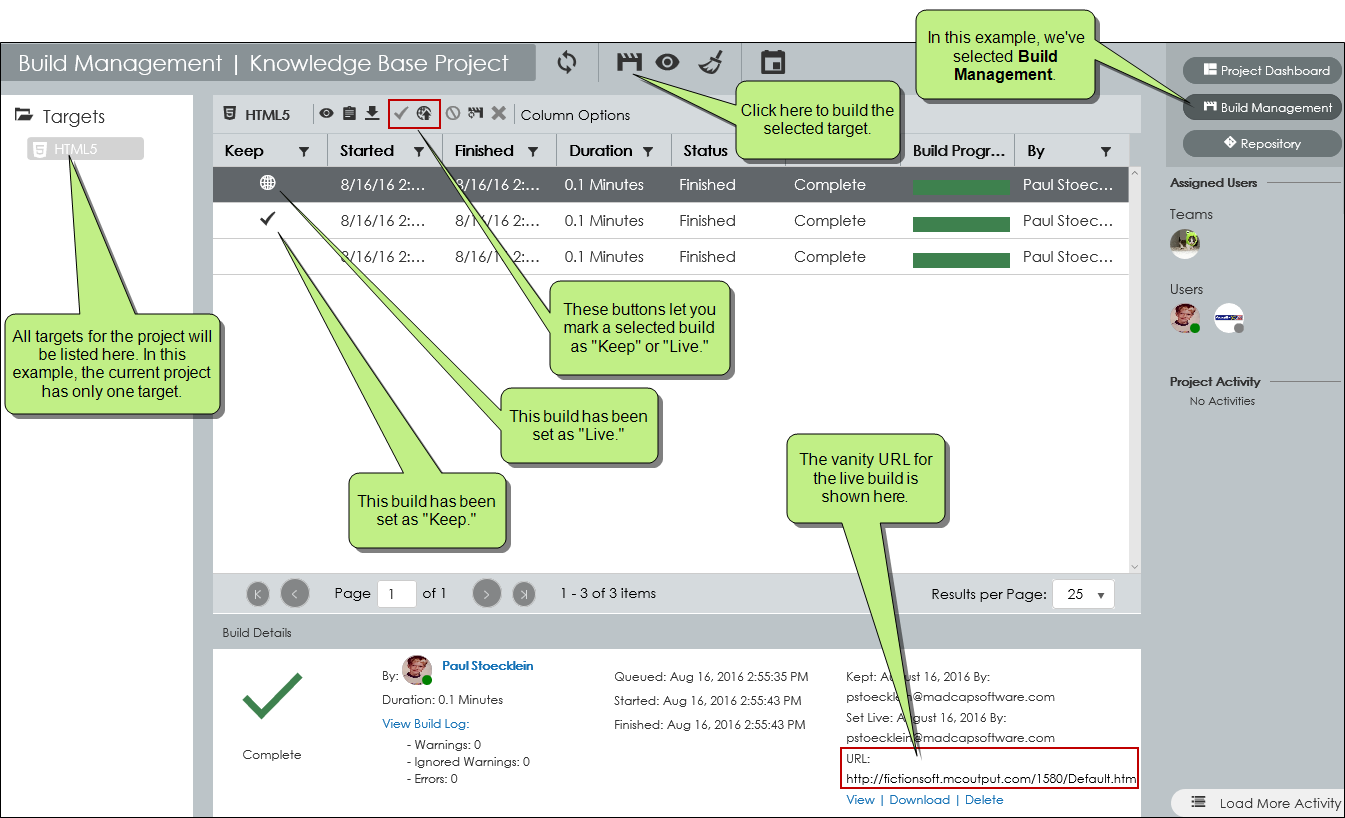 In this example, we've
selected Build
Management.
Build Management | Knowledge Base Project
Project Dashboard
Build Management
Repository
Click here to build the
selected target.
Targets
HTML5
HTML5
Column Options
Keep
Started
Finished
Duration
Status
Build Progr...
By
8/16/16 2:...
8/16/16 2:...
0.1 Minutes
Finished
Complete
Paul Stoec...
8/16/16 2:...
8/16/16 2:...
0.1 Minutes
Finished
Complete
Paul Stoec...
8/16/16 2:...
8/16/16 2:...
0.1 Minutes
Finished
Complete
Paul Stoec...
Assigned Users
Teams
Users
Project Activity
No Activities
All targets for the project will
be listed here. In this
example, the current project
has only one target.
These buttons let you
mark a selected build
as "Keep" or "Live."
This build has been
set as "Live."
This build has been
set as "Keep."
The vanity URL for
the live build is
shown here.
Page 1 of 1
1 - 3 of 3 items
Results per Page: 25
Build Details
Complete
By: Paul Stoecklein
Duration: 0.1 Minutes
View Build Log:
- Warnings: 0
- Ignored Warnings: 0
- Errors: 0
Queued: Aug 16, 2016 2:55:35 PM
Started: Aug 16, 2016 2:55:43 PM
Finished: Aug 16, 2016 2:55:43 PM
Kept: August 16, 2016 By:
pstoecklein@madcapsoftware.com
Set Live: August 16, 2016 By:
pstoecklein@madcapsoftware.com
URL:
http://fictionsoft.mcoutput.com/1580/Default.htm
View | Download | Delete
Load More Activity